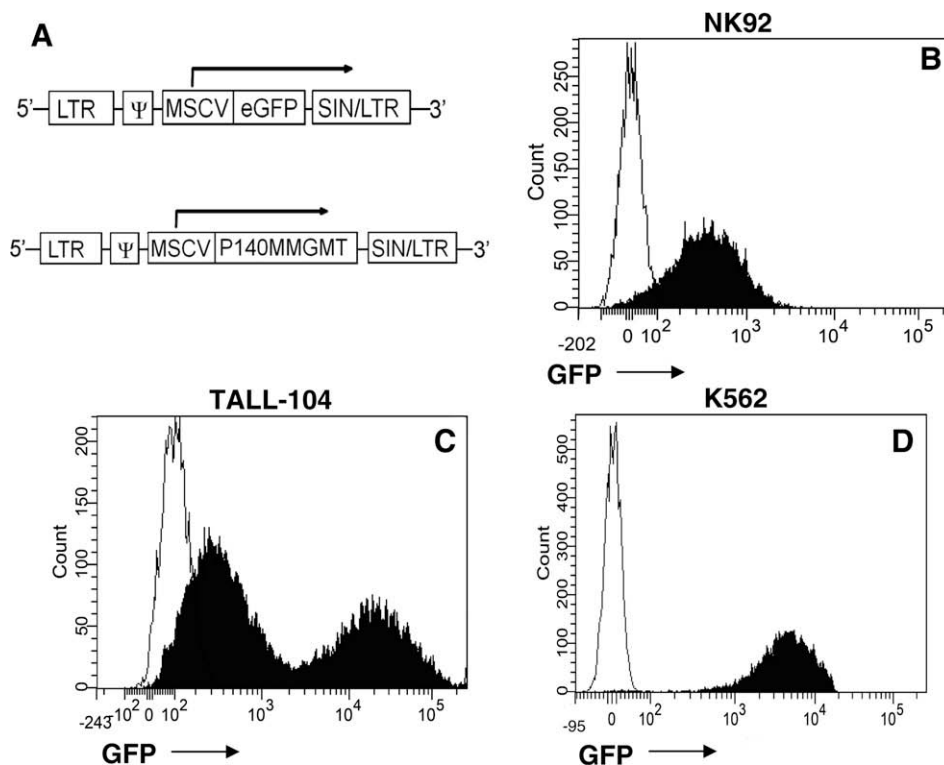 A
5’ LTR Ψ MSCV eGFP SIN/LTR 3’
5’ LTR Ψ MSCV P140MMGMT SIN/LTR 3’
NK92
B
Count
250
200
150
100
50
0
-202 0 10² 10³ 10⁴ 10⁵
GFP
TALL-104
C
Count
200
150
100
50
0
-243 -10² 0 10² 10³ 10⁴ 10⁵
GFP
K562
D
Count
500
400
300
200
100
0
-95 0 10² 10³ 10⁴ 10⁵
GFP